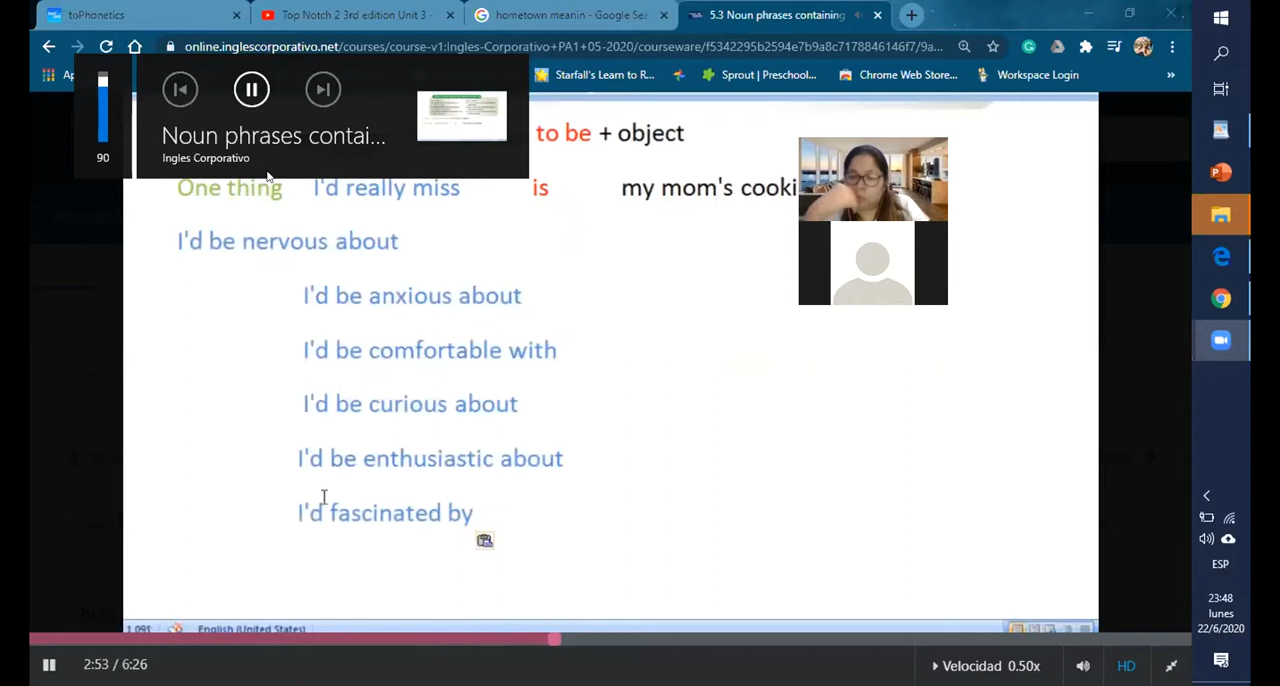 toPhonetics
Top Notch 2 3rd edition Unit 3 -
hometown meanin - Google Sea
5.3 Noun phrases containing
online.inglescorporativo.net/courses/course-v1:Ingles-Corporativo+PA1+05-2020/courseware/f5342295b2594e7b9a8c7178846146f7/9a...
Ap
Starfall's Learn to R...
Sprout | Preschool...
Chrome Web Store...
Workspace Login
»
90
Noun phrases contai...
Ingles Corporativo
to be + object
One thing I'd really miss is my mom's cooki
I'd be nervous about
I'd be anxious about
I'd be comfortable with
I'd be curious about
I'd be enthusiastic about
I'd fascinated by
English (United States)
2:53 / 6:26
Velocidad 0.50x
HD
ESP
23:48
lunes
22/6/2020